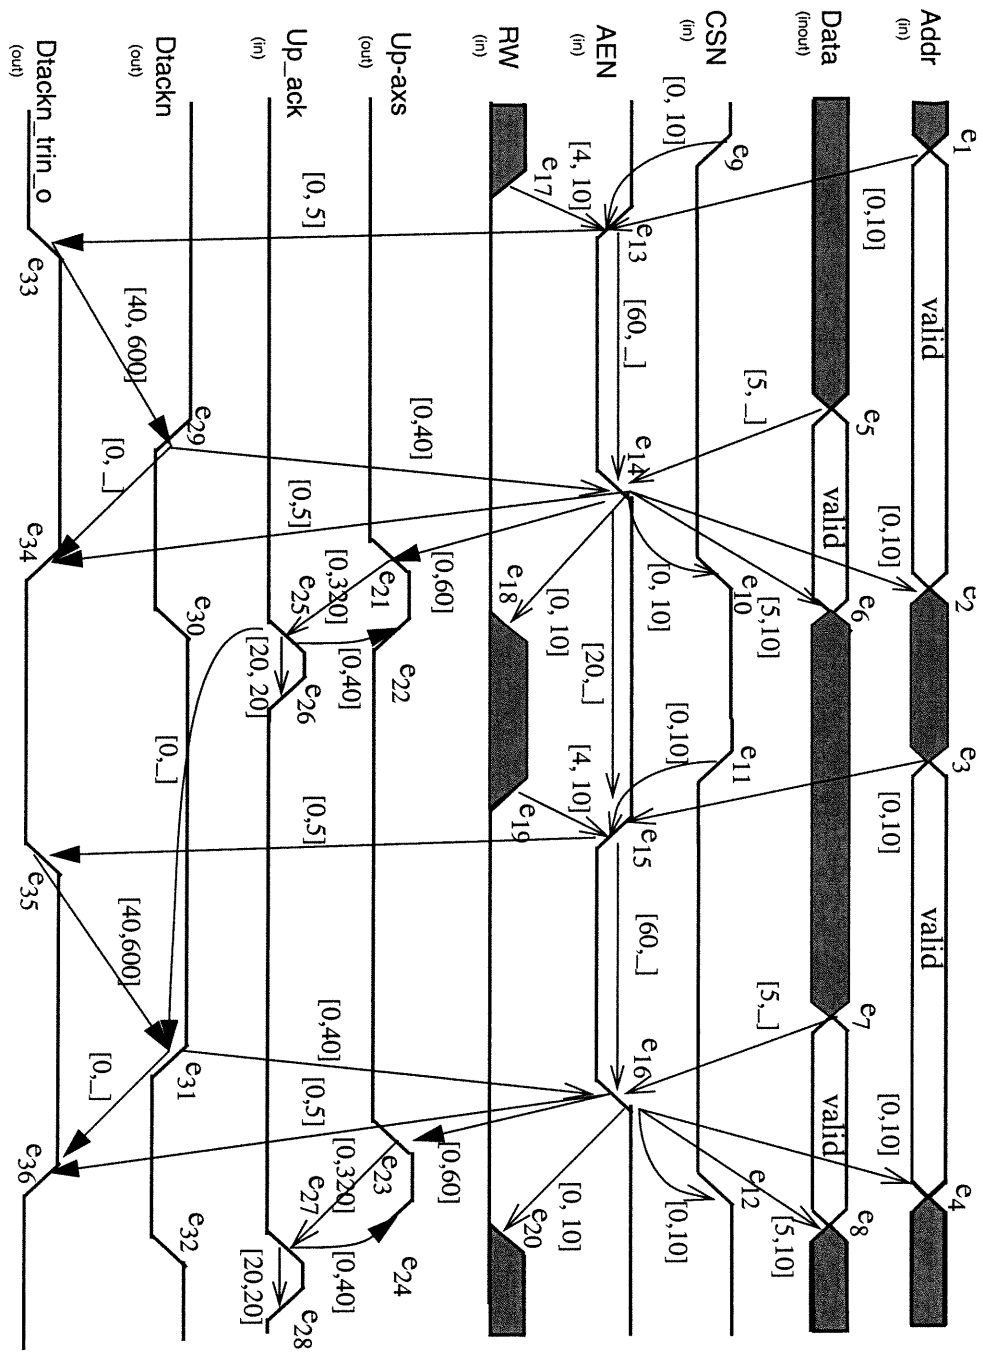 e1 e2 e3 e4
Addr
(in)
valid
valid
[0,10] [0,10] [0,10] [0,10]
e5 e6 e7 e8
Data
(inout)
valid
valid
[5,_] [5,10] [5,_] [5,10]
CSN
(in)
e9 e10 e11 e12
[0, 10] [0, 10] [0,10] [0,10]
e13 e14 e15 e16
AEN
(in)
[60,_] [20,_] [60,_]
[4, 10] [0, 10] [4, 10] [0, 10]
RW
(in)
e17 e18 e19 e20
[0,40] [0,60] [0,60]
Up-axs
(out)
e21 e22 e23 e24
[0,320] [0,40] [0,40] [0,320] [0,40]
[0, 5] [0,5] [0,5] [0,5]
Up_ack
(in)
e25 e26 e27 e28
[20, 20] [20,20]
Dtackn
(out)
e29 e30 e31 e32
[0,_]
[40, 600] [0,_] [40,600] [0,_]
Dtackn_trin_o
(out)
e33 e34 e35 e36